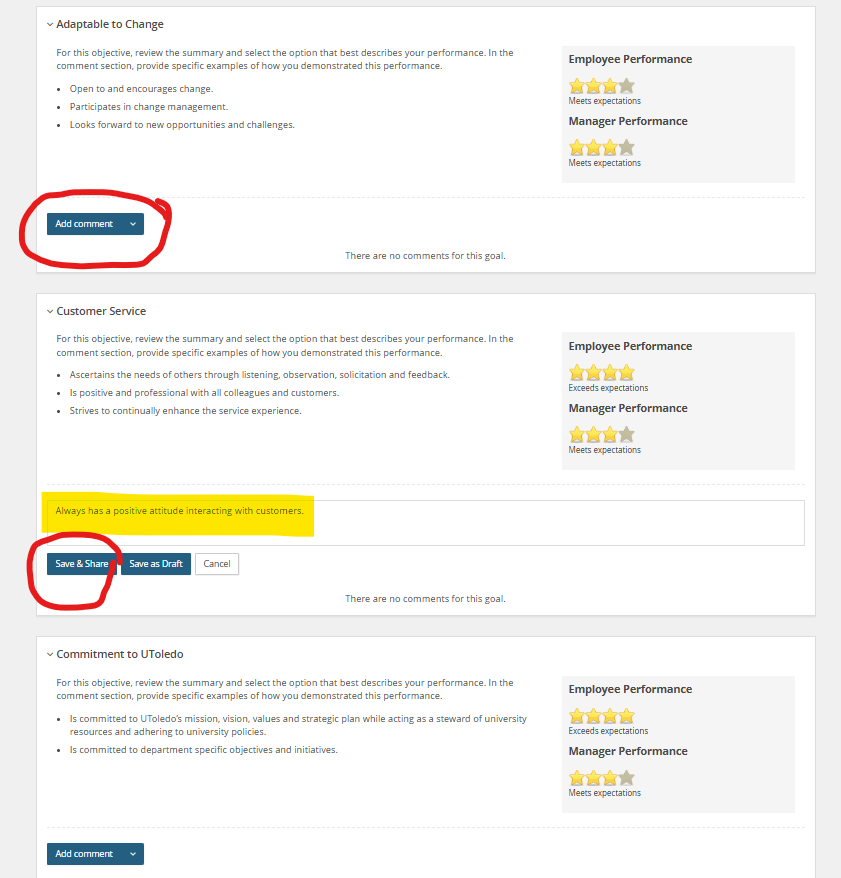 Adaptable to Change
For this objective, review the summary and select the option that best describes your performance. In the
comment section, provide specific examples of how you demonstrated this performance.
Open to and encourages change.
Participates in change management.
Looks forward to new opportunities and challenges.
Employee Performance
Meets expectations
Manager Performance
Meets expectations
Add comment
There are no comments for this goal.
Customer Service
For this objective, review the summary and select the option that best describes your performance. In the
comment section, provide specific examples of how you demonstrated this performance.
Ascertains the needs of others through listening, observation, solicitation and feedback.
Is positive and professional with all colleagues and customers.
Strives to continually enhance the service experience.
Employee Performance
Exceeds expectations
Manager Performance
Meets expectations
Always has a positive attitude interacting with customers.
Save & Share Save as Draft Cancel
There are no comments for this goal.
Commitment to UToledo
For this objective, review the summary and select the option that best describes your performance. In the
comment section, provide specific examples of how you demonstrated this performance.
Is committed to UToledo's mission, vision, values and strategic plan while acting as a steward of university
resources and adhering to university policies.
Is committed to department specific objectives and initiatives.
Employee Performance
Exceeds expectations
Manager Performance
Meets expectations
Add comment